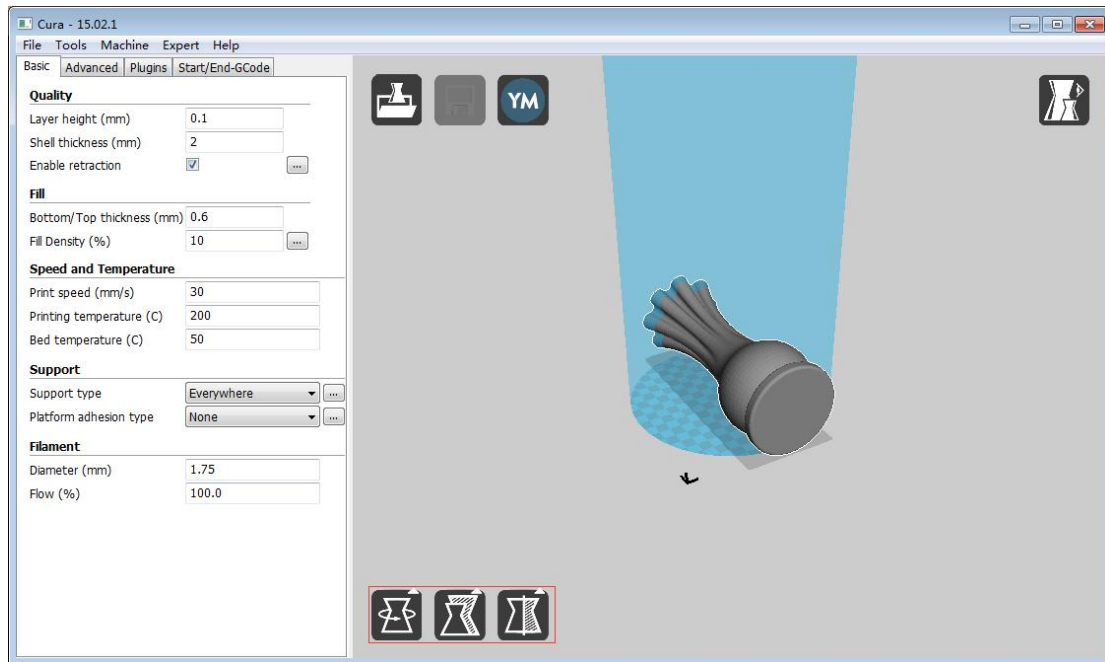 Cura - 15.02.1
File Tools Machine Expert Help
Basic Advanced Plugins Start/End-GCode
Quality
Layer height (mm) 0.1
Shell thickness (mm) 2
Enable retraction ...
Fill
Bottom/Top thickness (mm) 0.6
Fill Density (%) 10 ...
Speed and Temperature
Print speed (mm/s) 30
Printing temperature (C) 200
Bed temperature (C) 50
Support
Support type Everywhere ...
Platform adhesion type None ...
Filament
Diameter (mm) 1.75
Flow (%) 100.0
YM